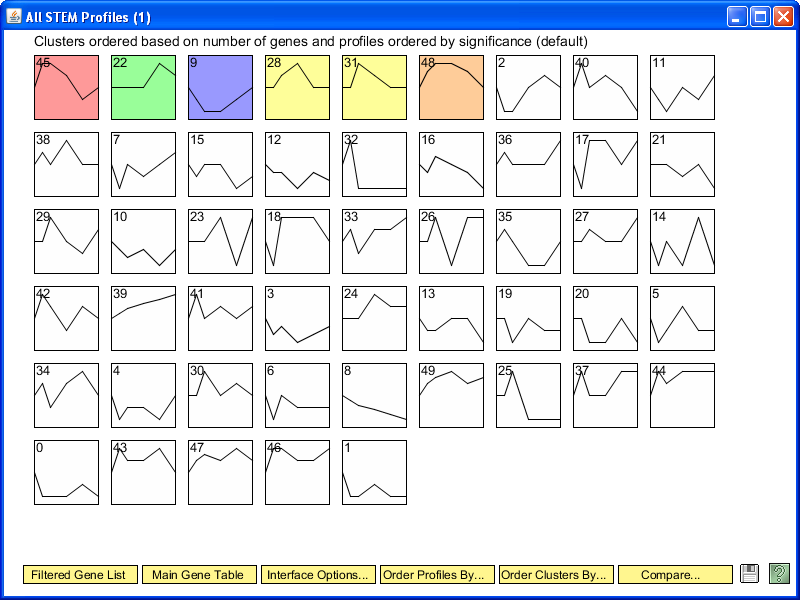 All STEM Profiles (1)
Clusters ordered based on number of genes and profiles ordered by significance (default)
45 22 9 28 31 48 2 40 11
38 7 15 12 32 16 36 17 21
29 10 23 18 33 26 35 27 14
42 39 41 3 24 13 19 20 5
34 4 30 6 8 49 25 37 44
0 43 47 46 1
Filtered Gene List Main Gene Table Interface Options... Order Profiles By... Order Clusters By... Compare... ?